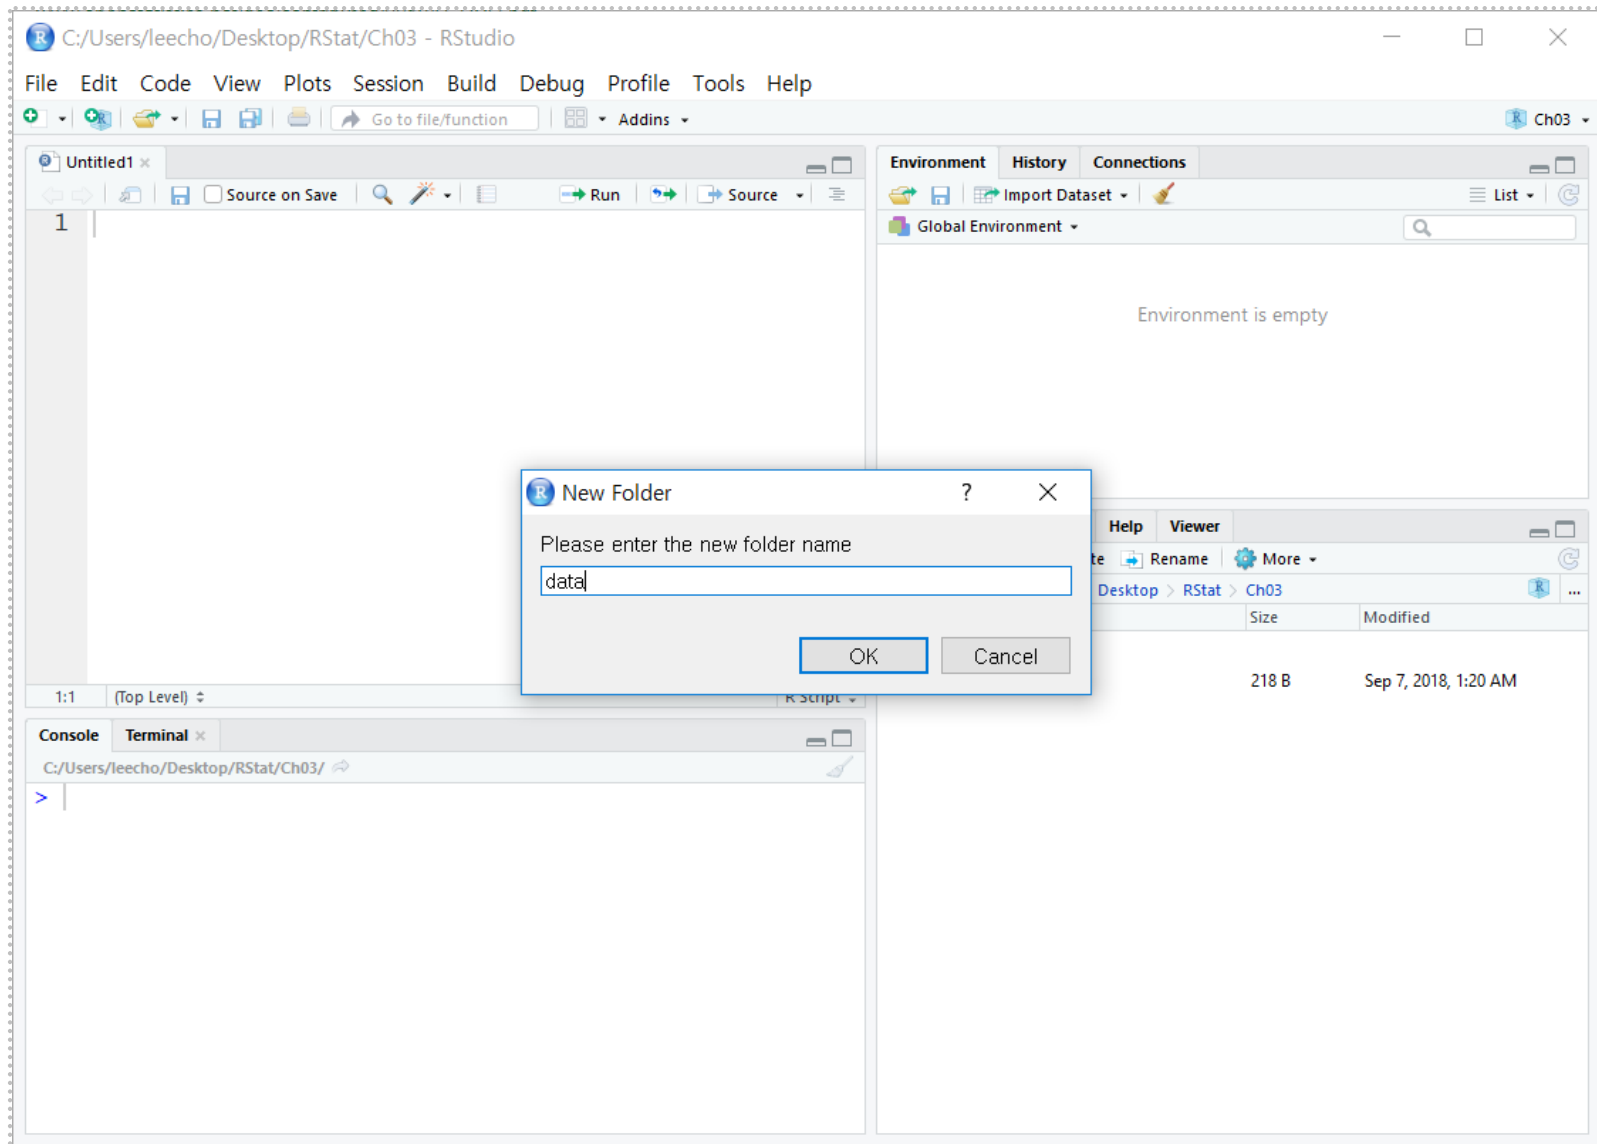 C:/Users/leecho/Desktop/RStat/Ch03 - RStudio
File Edit Code View Plots Session Build Debug Profile Tools Help
Go to file/function Addins Ch03
Untitled1
Source on Save Run Source
1
1:1 (Top Level) R Script
Console Terminal
C:/Users/leecho/Desktop/RStat/Ch03/
>
Environment History Connections
Import Dataset List
Global Environment
Environment is empty
Help Viewer
te Rename More
Desktop > RStat > Ch03 ...
Size Modified
218 B Sep 7, 2018, 1:20 AM
New Folder ?
Please enter the new folder name
data
OK Cancel